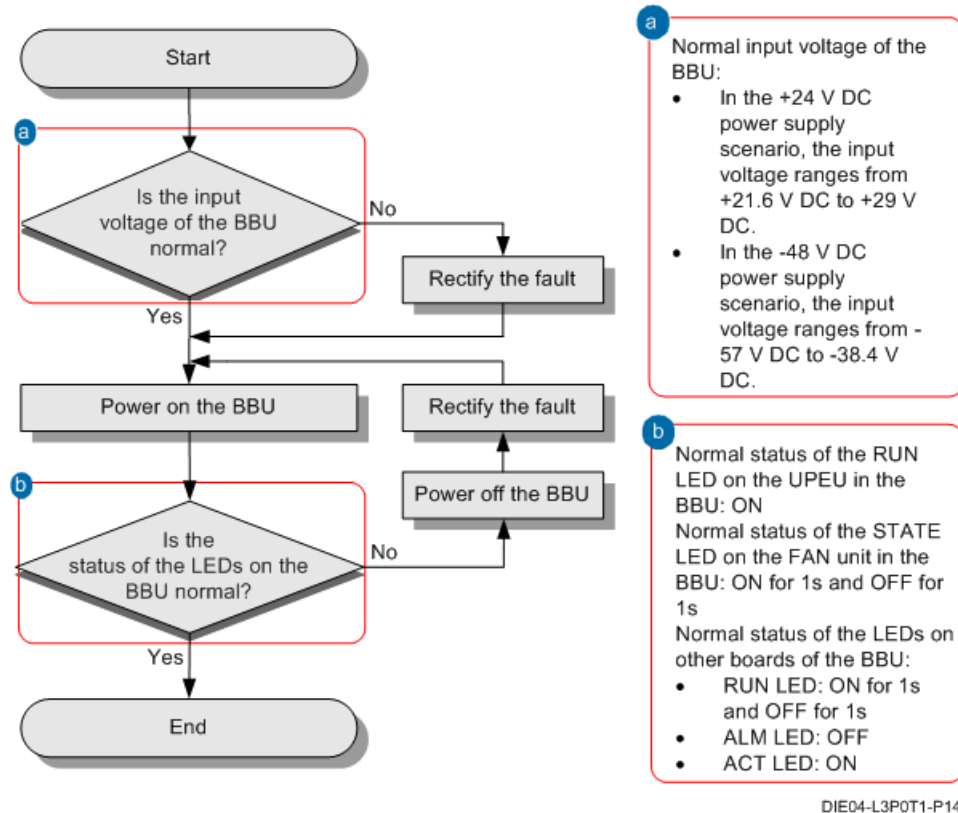 Start
a
Is the input
voltage of the BBU
normal?
No
Rectify the fault
Yes
Power on the BBU
Rectify the fault
Power off the BBU
b
Is the
status of the LEDs on the
BBU normal?
No
Yes
End
a
Normal input voltage of the
BBU:
• In the +24 V DC
power supply
scenario, the input
voltage ranges from
+21.6 V DC to +29 V
DC.
• In the -48 V DC
power supply
scenario, the input
voltage ranges from -
57 V DC to -38.4 V
DC.
b
Normal status of the RUN
LED on the UPEU in the
BBU: ON
Normal status of the STATE
LED on the FAN unit in the
BBU: ON for 1s and OFF for
1s
Normal status of the LEDs on
other boards of the BBU:
• RUN LED: ON for 1s
and OFF for 1s
• ALM LED: OFF
• ACT LED: ON
DIE04-L3P0T1-P14